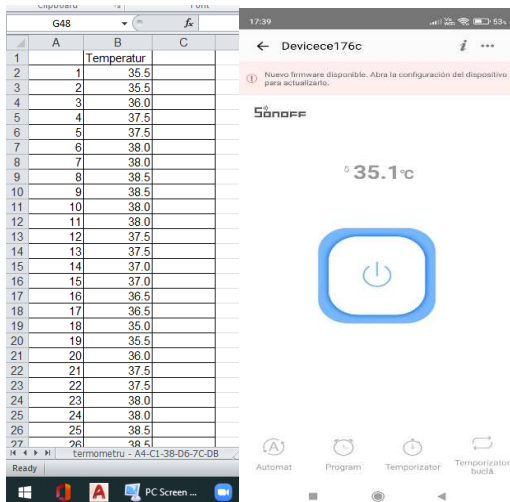 G48 fx
A B C
1 Temperatur
2 1 35.5
3 2 35.5
4 3 36.0
5 4 37.5
6 5 37.5
7 6 38.0
8 7 38.0
9 8 38.5
10 9 38.5
11 10 38.0
12 11 38.0
13 12 37.5
14 13 37.5
15 14 37.0
16 15 37.0
17 16 36.5
18 17 36.5
19 18 35.0
20 19 35.5
21 20 36.0
22 21 37.5
23 22 37.5
24 23 38.0
25 24 38.0
26 25 38.5
27 26 38.5
termometru - A4-C1-38-D6-7C-DB
Ready
PC Screen ...
17:39
53%
Devicece176c
Nuevo firmware disponible. Abra la configuración del dispositivo
para actualizarlo.
SONOFF
35.1°C
Automat Program Temporizator Temporizator
buclă